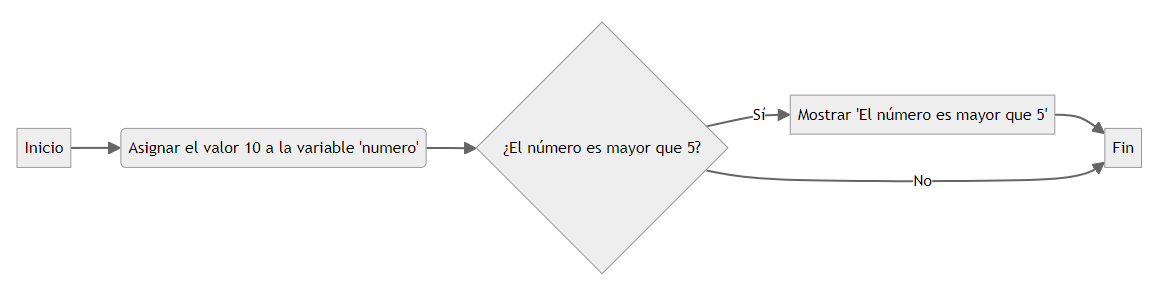 Inicio
Asignar el valor 10 a la variable 'numero'
¿El número es mayor que 5?
Sí
Mostrar 'El número es mayor que 5'
No
Fin